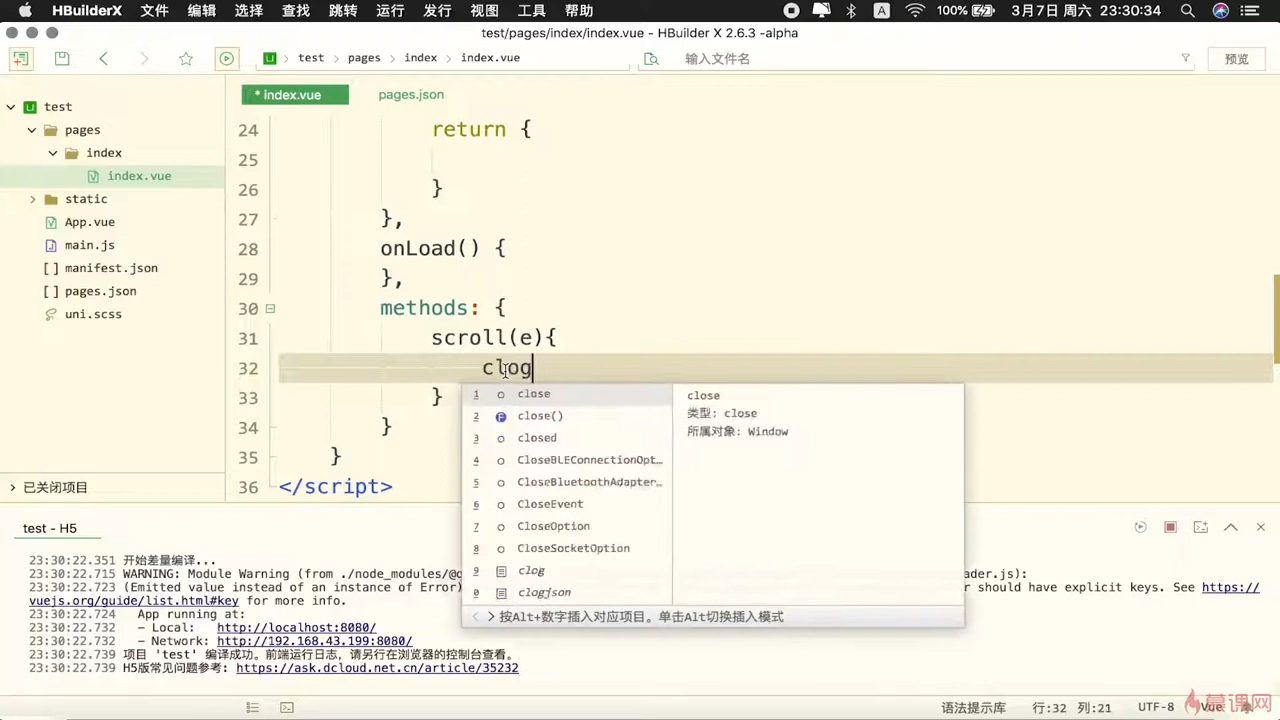 HBuilderX 文件 编辑 选择 查找 跳转 运行 发行 视图 工具 帮助 A 100% 3月7日 周六 23:30:34
test/pages/index/index.vue - HBuilder X 2.6.3 -alpha
U > test > pages > index > index.vue 输入文件名 预览
* index.vue pages.json
test
pages
index
index.vue
static
App.vue
main.js
[ ] manifest.json
[ ] pages.json
uni.scss
已关闭项目
24 return {
25
26 }
27 },
28 onLoad() {
29 },
30 methods: {
31 scroll(e){
32 clog
33 }
34 }
35 }
36 </script>
1 close
2 close()
3 closed
4 CloseBLEConnectionOpt…
5 CloseBluetoothAdapter…
6 CloseEvent
7 CloseOption
8 CloseSocketOption
9 clog
0 clogjson
close
类型: close
所属对象: Window
按Alt+数字插入对应项目。单击Alt切换插入模式
test - H5
23:30:22.351 开始差量编译...
23:30:22.715 WARNING: Module Warning (from ./node_modules/@d ader.js):
23:30:22.723 (Emitted value instead of an instance of Error) r should have explicit keys. See https://
vuejs.org/guide/list.html#key for more info.
23:30:22.724 App running at:
23:30:22.732 - Local: http://localhost:8080/
23:30:22.732 - Network: http://192.168.43.199:8080/
23:30:22.739 项目 'test' 编译成功。前端运行日志，请另行在浏览器的控制台查看。
23:30:22.739 H5版常见问题参考: https://ask.dcloud.net.cn/article/35232
语法提示库 行:32 列:21 UTF-8 Vue
慕课网